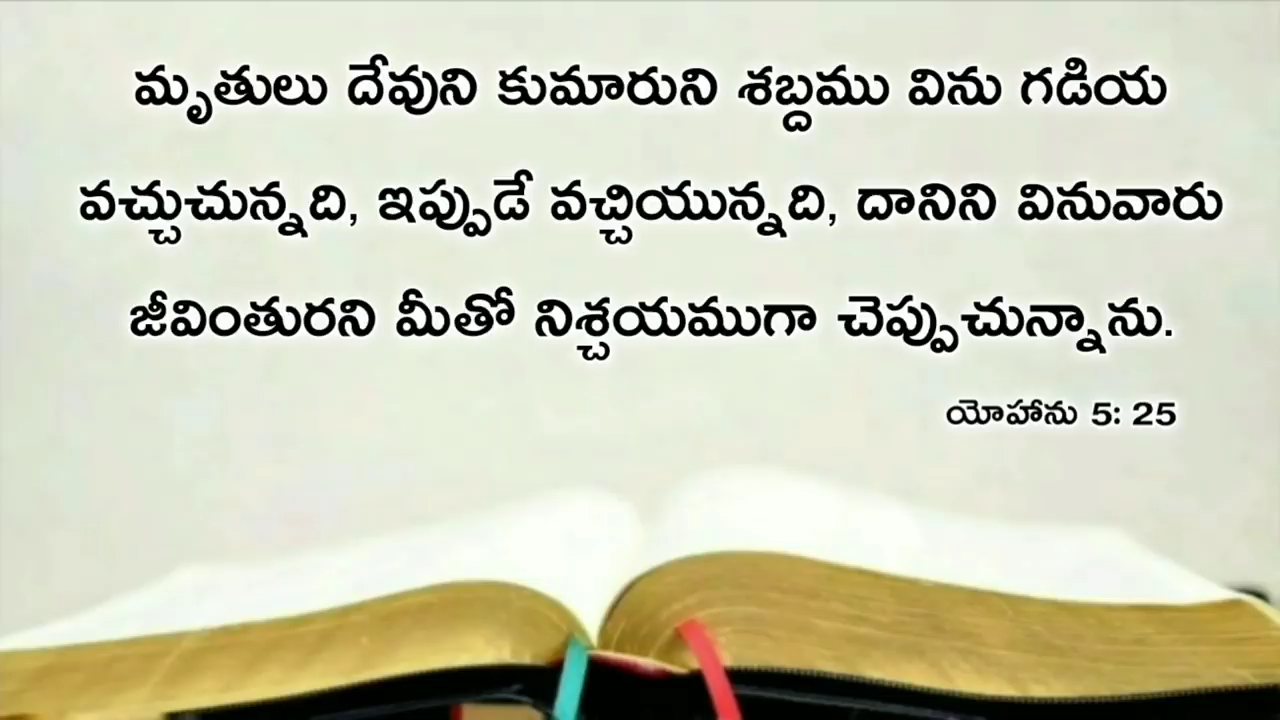 మృతులు దేవుని కుమారుని శబ్దము విను గడియ
వచ్చుచున్నది, ఇప్పుడే వచ్చియున్నది, దానిని వినువారు
జీవింతురని మీతో నిశ్చయముగా చెప్పుచున్నాను.
యోహాను 5: 25